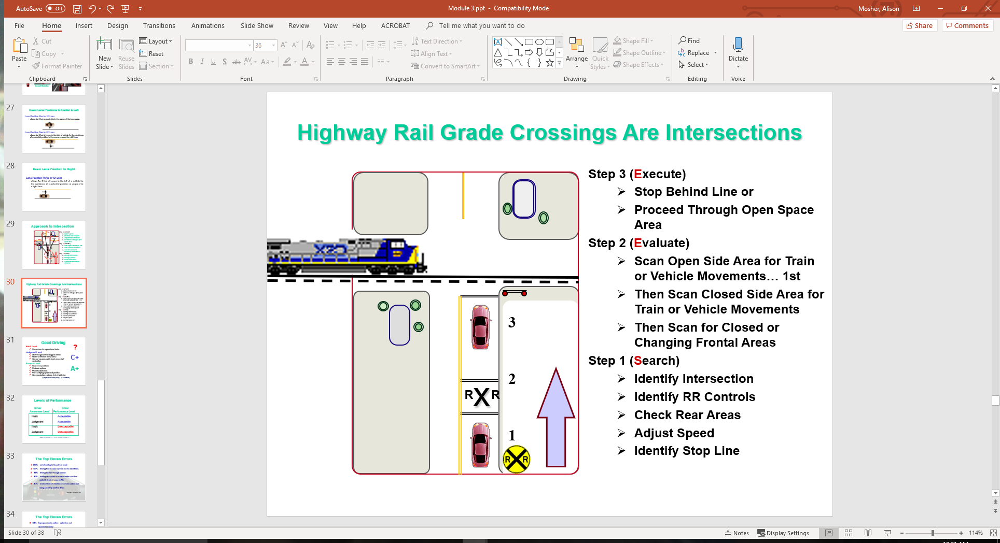 AutoSave Off
Module 3.ppt - Compatibility Mode
Mosher, Alison
File Home Insert Design Transitions Animations Slide Show Review View Help ACROBAT Tell me what you want to do
Share Comments
Paste
Cut
Copy
Format Painter
Clipboard
New Slide
Reuse Slides
Layout
Reset
Section
Slides
36
B I U S ab AV Aa A
Font
Text Direction
Align Text
Convert to SmartArt
Paragraph
Arrange
Quick Styles
Shape Fill
Shape Outline
Shape Effects
Drawing
Find
Replace
Select
Editing
Dictate
Voice
27
Basic Lane Positions to Center & Left
28
Basic Lane Position to Right
29
Approach to Intersection
30
Highway Rail Grade Crossings Are Intersections
31
Good Driving
?
C+
A+
32
Levels of Performance
33
The Top Eleven Errors
34
The Top Eleven Errors
Highway Rail Grade Crossings Are Intersections
Step 3 (Execute)
Stop Behind Line or
Proceed Through Open Space
Area
Step 2 (Evaluate)
Scan Open Side Area for Train
or Vehicle Movements… 1st
Then Scan Closed Side Area for
Train or Vehicle Movements
Then Scan for Closed or
Changing Frontal Areas
Step 1 (Search)
Identify Intersection
Identify RR Controls
Check Rear Areas
Adjust Speed
Identify Stop Line
3
2
R X R
1
R R
Slide 30 of 38
Notes Display Settings 114%